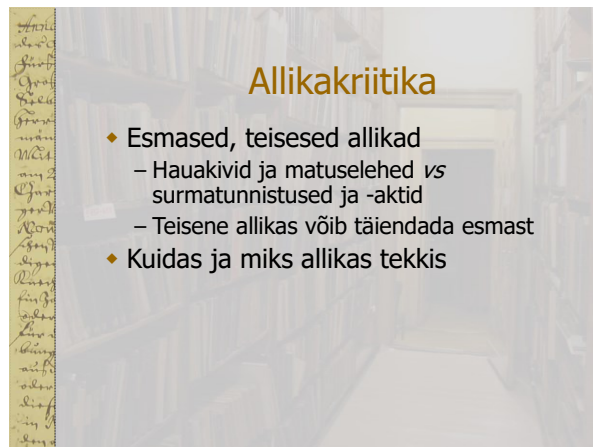 Allikakriitika
Esmased, teisesed allikad
– Hauakivid ja matuselehed vs
surmatunnistused ja -aktid
– Teisene allikas võib täiendada esmast
Kuidas ja miks allikas tekkis